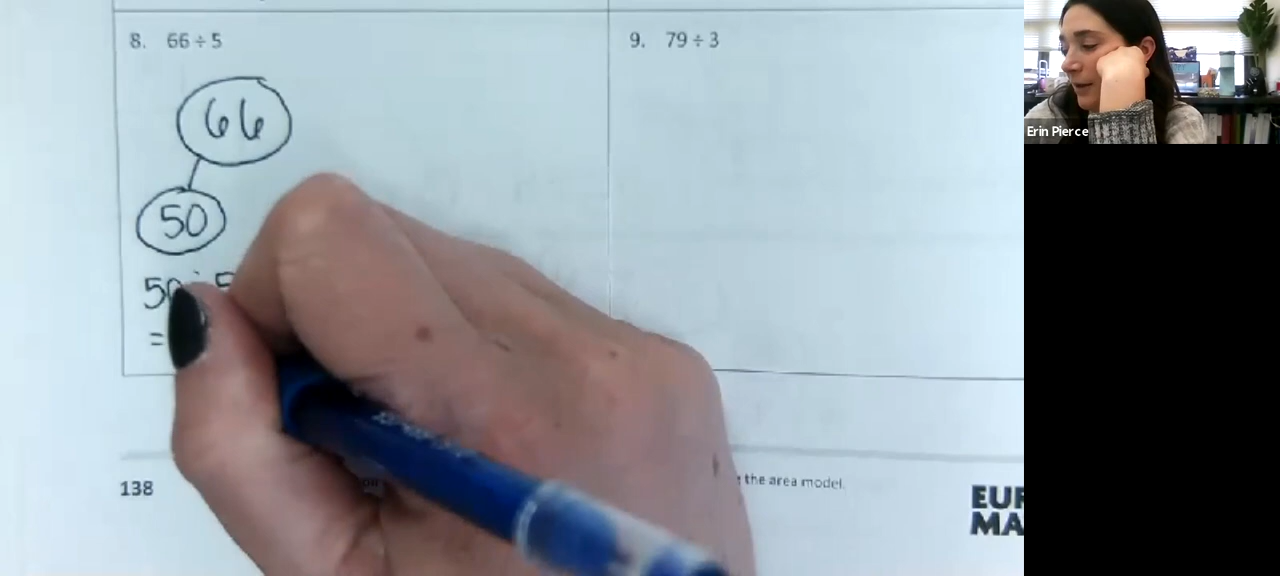 8. 66 ÷ 5
9. 79 ÷ 3
66
50
50 ÷ 5
=
138
the area model.
EUR
MA
Erin Pierce